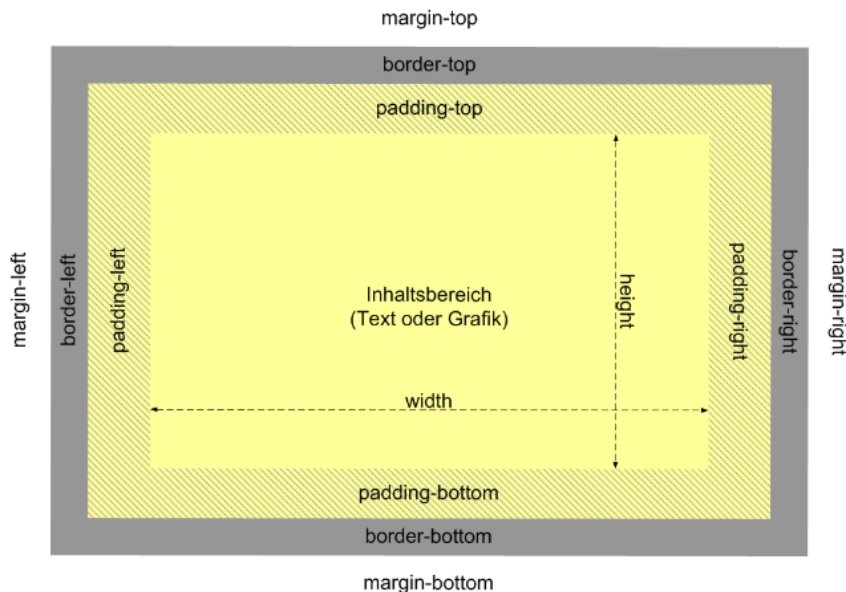 margin-top
border-top
padding-top
margin-left
border-left
padding-left
Inhaltsbereich
(Text oder Grafik)
height
padding-right
border-right
margin-right
width
padding-bottom
border-bottom
margin-bottom